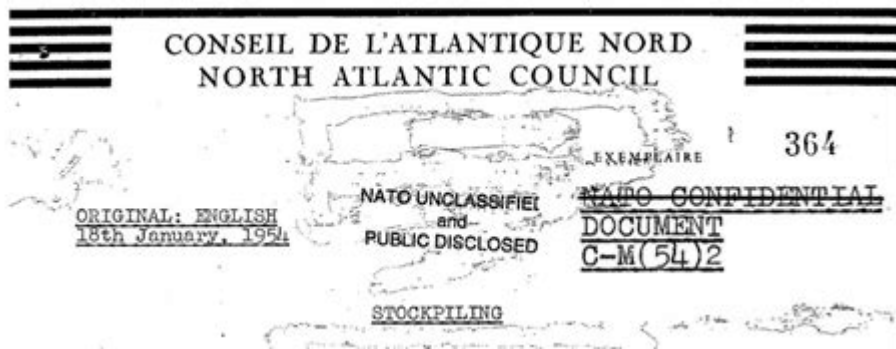 CONSEIL DE L'ATLANTIQUE NORD
NORTH ATLANTIC COUNCIL
EXEMPLAIRE
364
NATO UNCLASSIFIED
and
PUBLIC DISCLOSED
NATO CONFIDENTIAL
ORIGINAL: ENGLISH
18th January, 1954
DOCUMENT
C-M(54)2
STOCKPILING